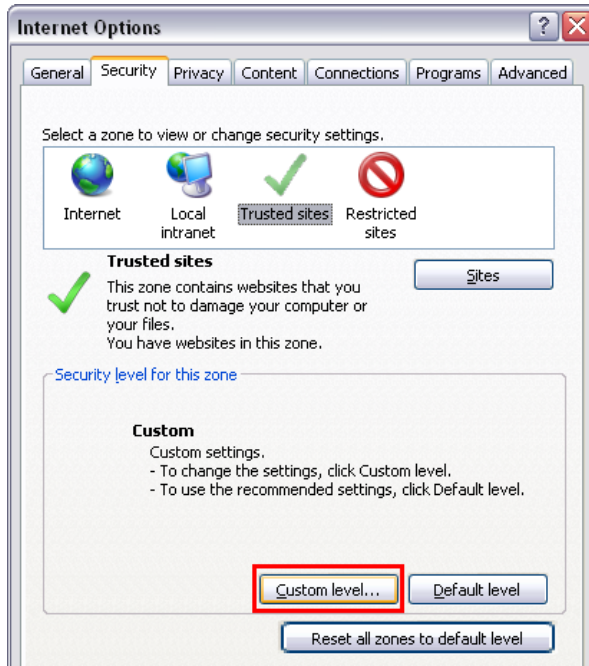 Internet Options
General Security Privacy Content Connections Programs Advanced
Select a zone to view or change security settings.
Internet
Local intranet
Trusted sites
Restricted sites
Trusted sites
Sites
This zone contains websites that you
trust not to damage your computer or
your files.
You have websites in this zone.
Security level for this zone
Custom
Custom settings.
- To change the settings, click Custom level.
- To use the recommended settings, click Default level.
Custom level... Default level
Reset all zones to default level